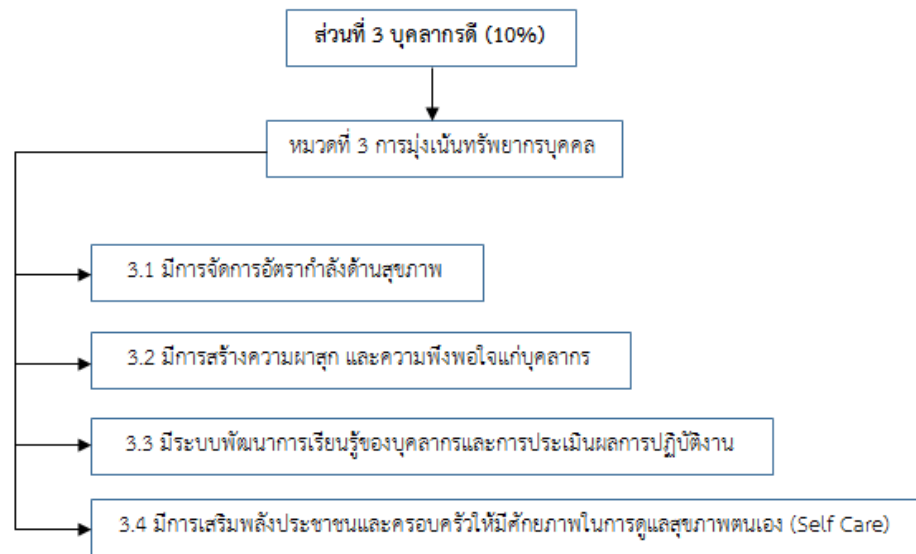 ส่วนที่ 3 บุคลากรดี (10%)
หมวดที่ 3 การมุ่งเน้นทรัพยากรบุคคล
3.1 มีการจัดการอัตรากำลังด้านสุขภาพ
3.2 มีการสร้างความผาสุก และความพึงพอใจแก่บุคลากร
3.3 มีระบบพัฒนาการเรียนรู้ของบุคลากรและการประเมินผลการปฏิบัติงาน
3.4 มีการเสริมพลังประชาชนและครอบครัวให้มีศักยภาพในการดูแลสุขภาพตนเอง (Self Care)